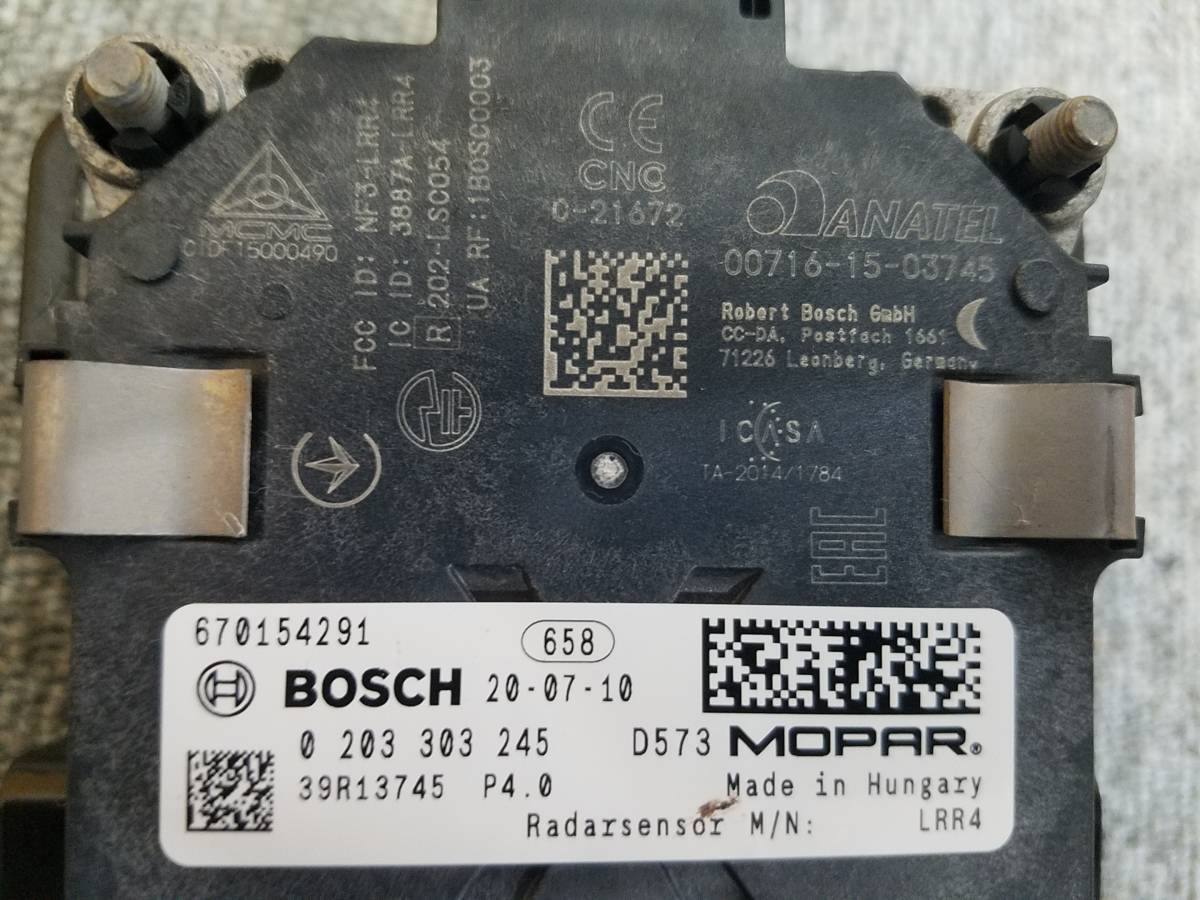 MCMC
CIDF15000490
FCC ID: NF3-LRR4
IC ID: 3887A-LRR4
R 202-LSC054
UA RF:1BOSC0003
CE
CNC
C-21672
ANATEL
00716-15-03745
Robert Bosch GmbH
CC-DA, Postfach 1661
71226 Leonberg, Germany
ICASA
TA-2014/1784
EAC
670154291
658
BOSCH 20-07-10
0 203 303 245
D573 MOPAR®
39R13745 P4.0
Made in Hungary
Radarsensor M/N: LRR4